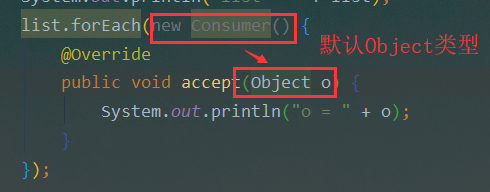 list.forEach(new Consumer() {
@Override 默认Object类型
public void accept(Object o) {
System.out.println("o = " + o);
}
});